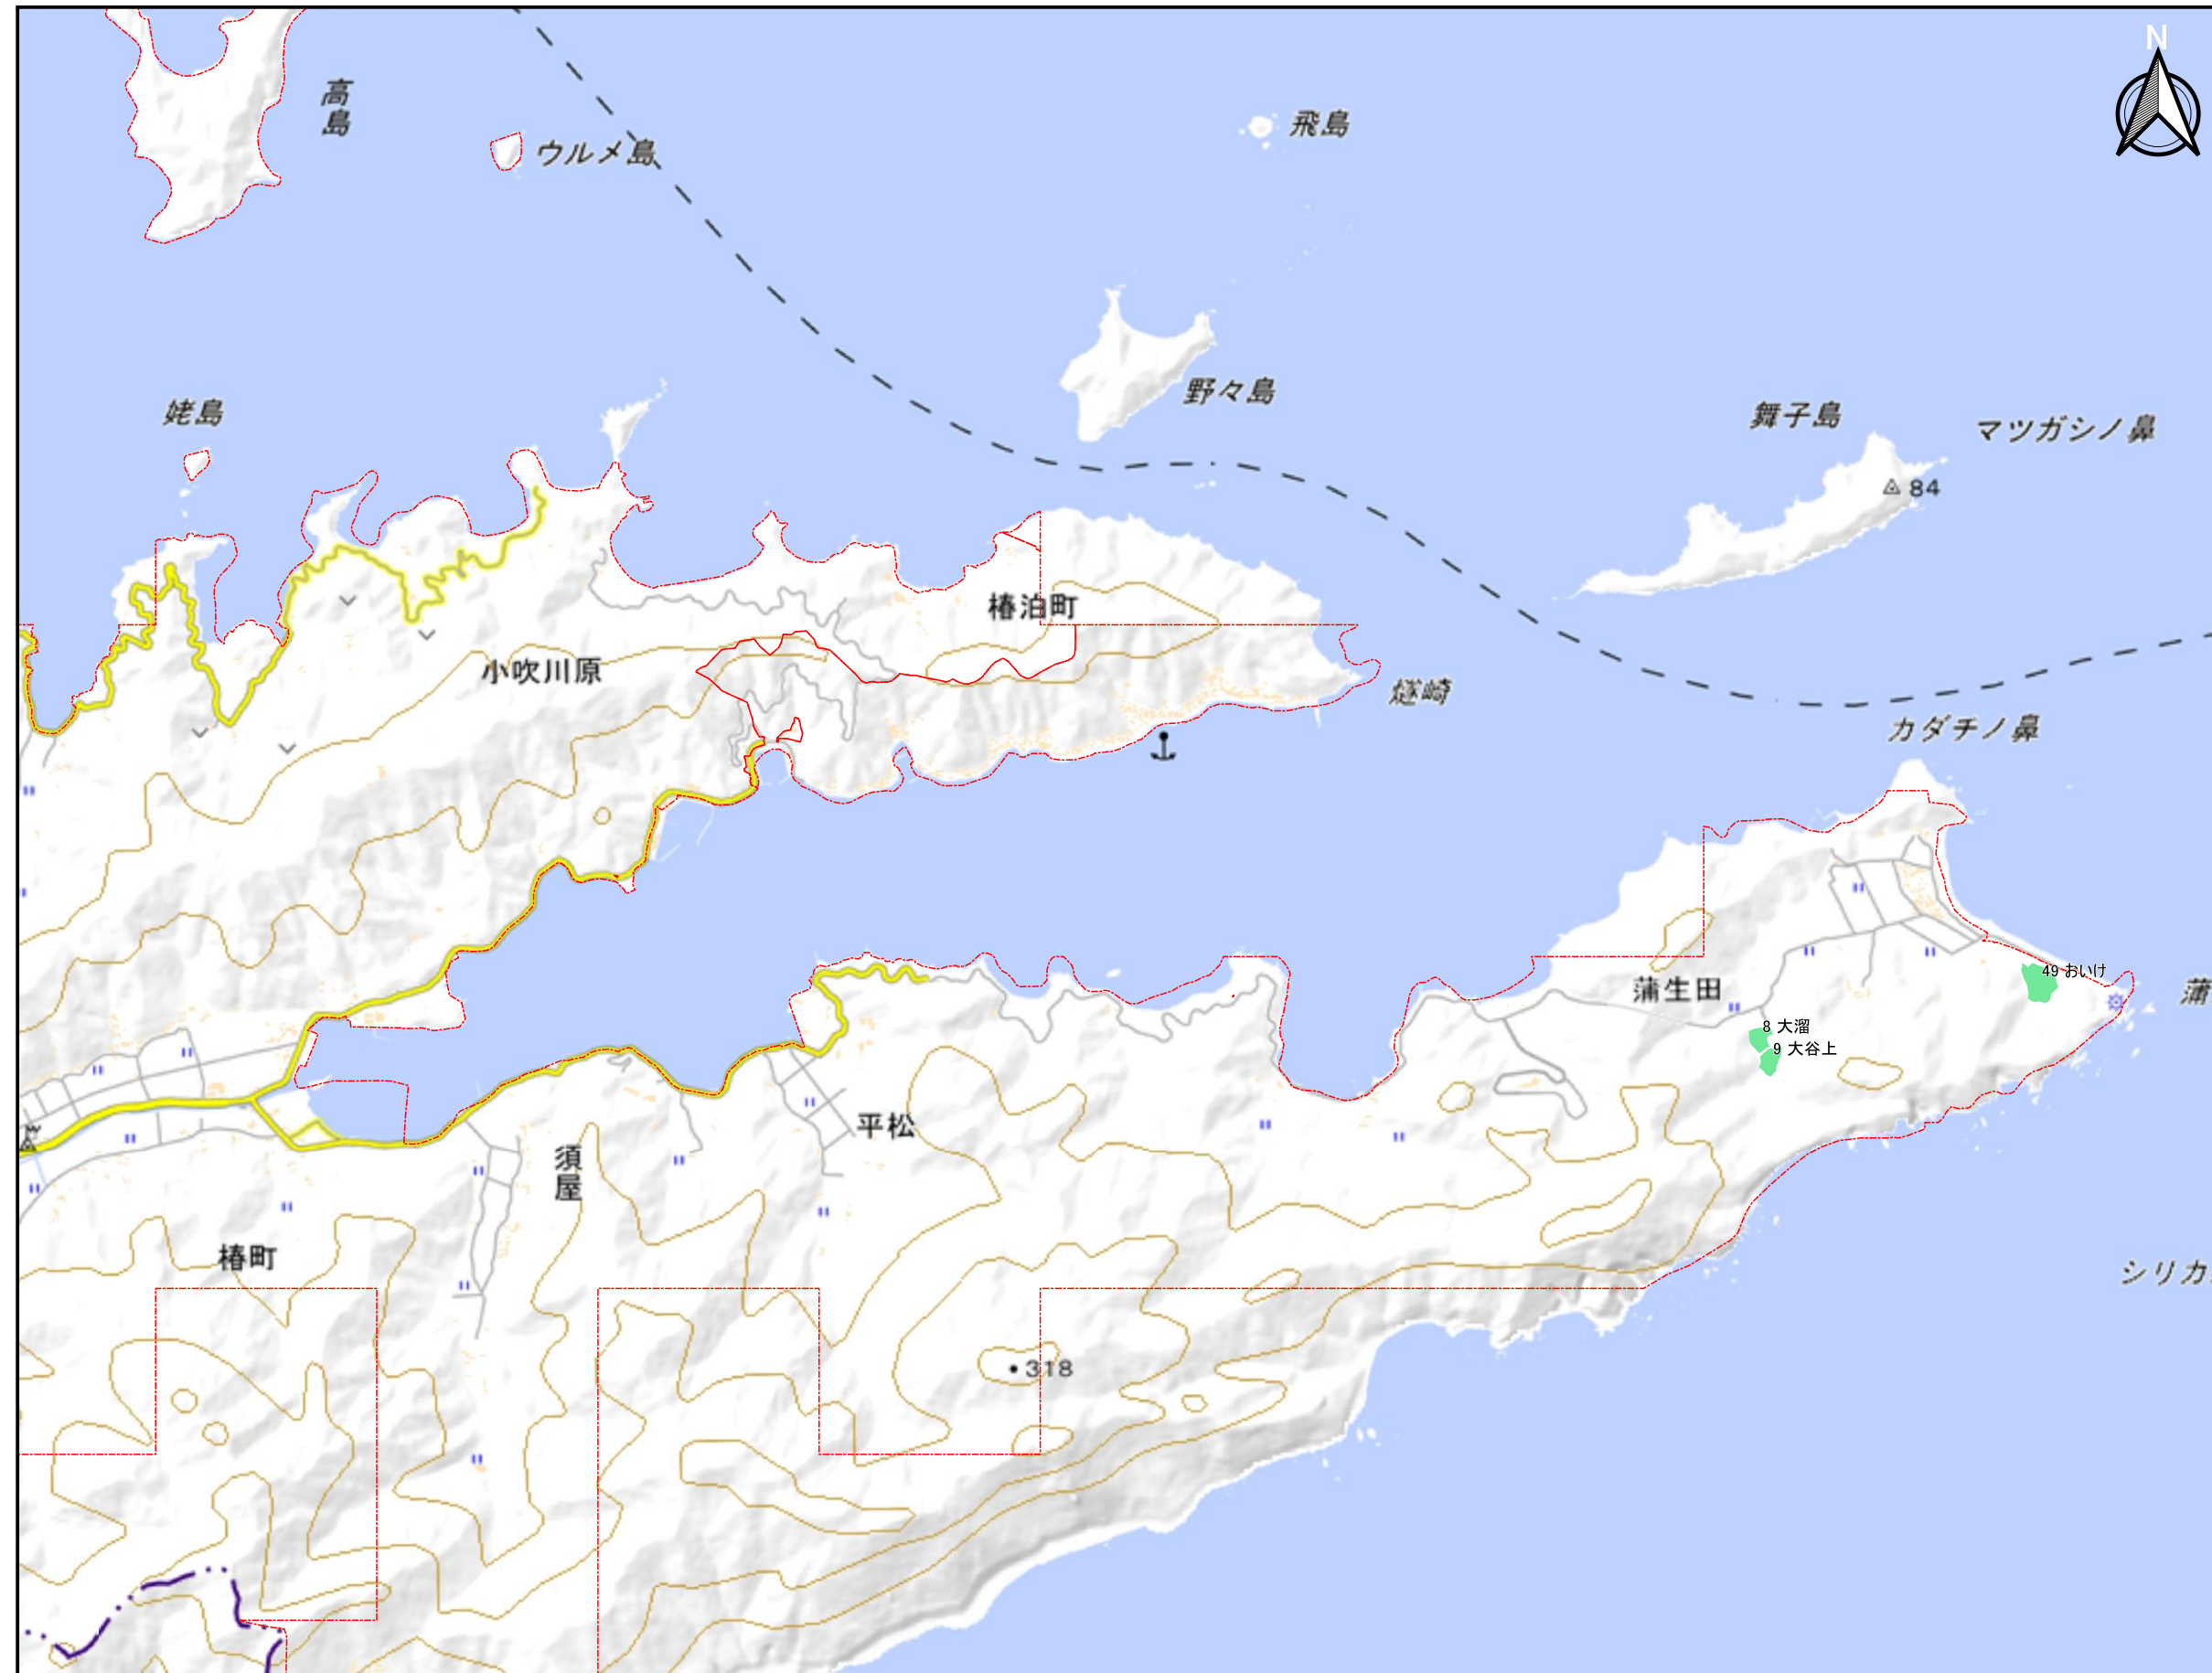 N
高島
ウルメ島
飛島
野々島
姥島
舞子島
マツガシノ鼻
84
椿泊町
小吹川原
燧崎
カダチノ鼻
蒲生田
49 おいけ
蒲
8 大溜
9 大谷上
平松
須屋
椿町
シリカ
318